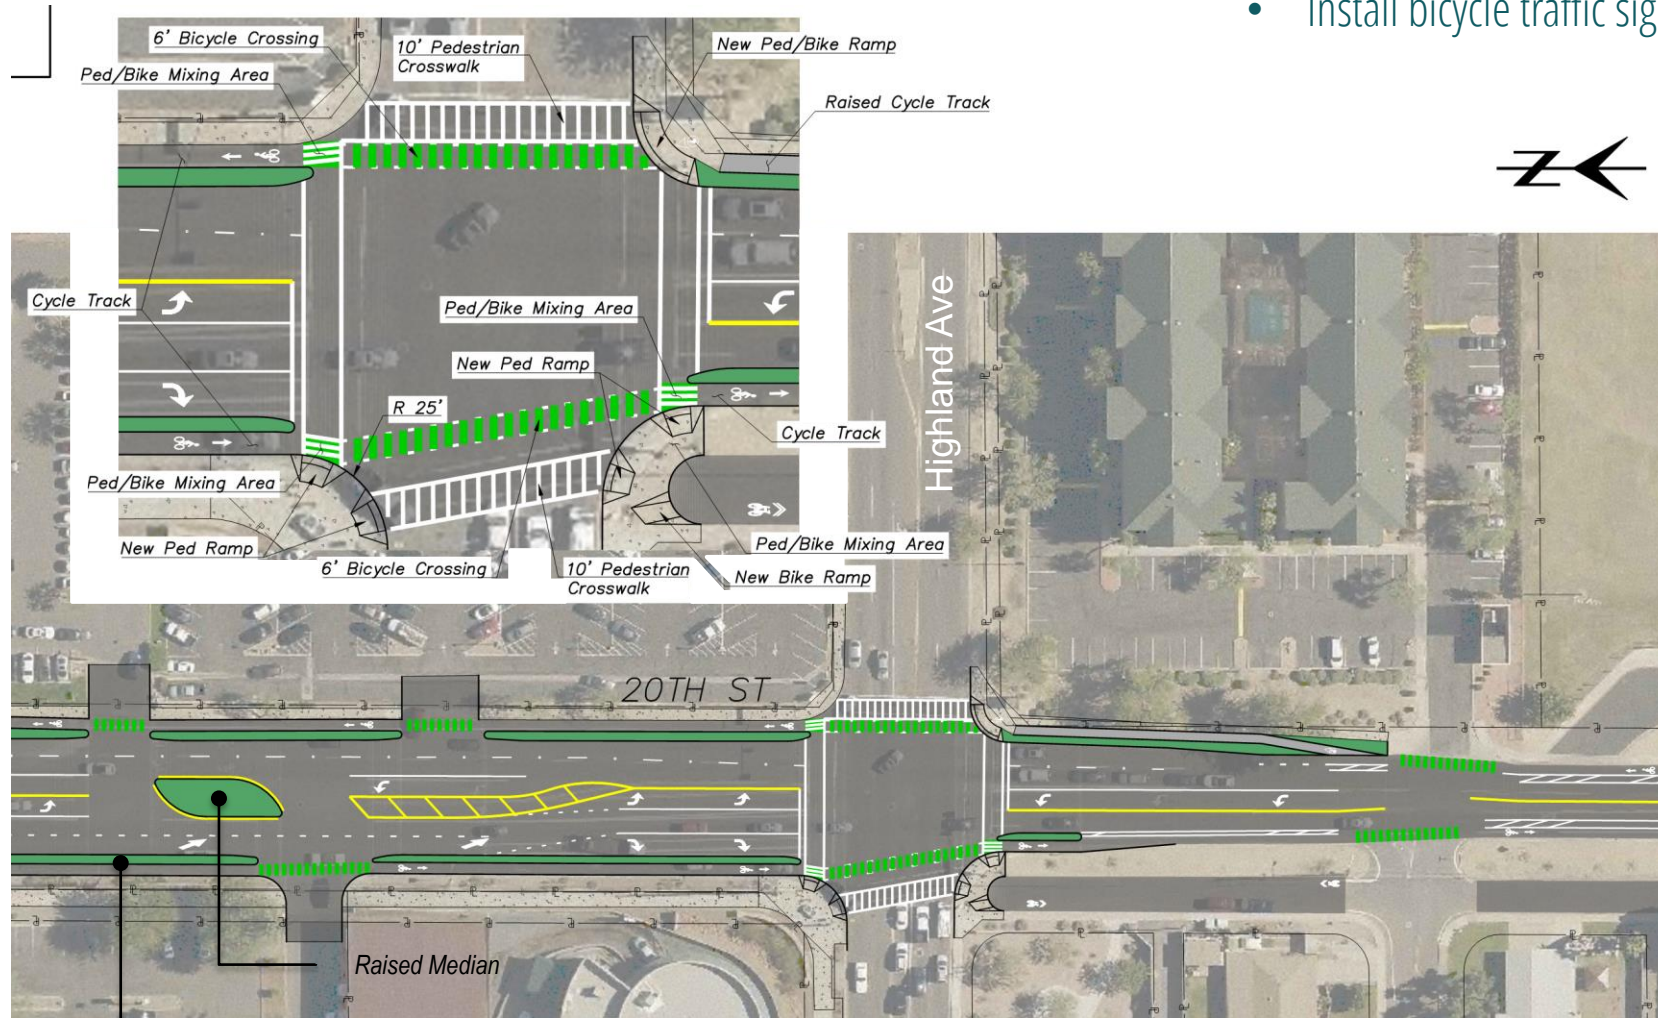 Install bicycle traffic sig
6' Bicycle Crossing
10' Pedestrian
Crosswalk
New Ped/Bike Ramp
Ped/Bike Mixing Area
Raised Cycle Track
Cycle Track
Ped/Bike Mixing Area
New Ped Ramp
R 25'
Cycle Track
Ped/Bike Mixing Area
New Ped Ramp
6' Bicycle Crossing
10' Pedestrian
Crosswalk
Ped/Bike Mixing Area
New Bike Ramp
Highland Ave
20TH ST
Raised Median